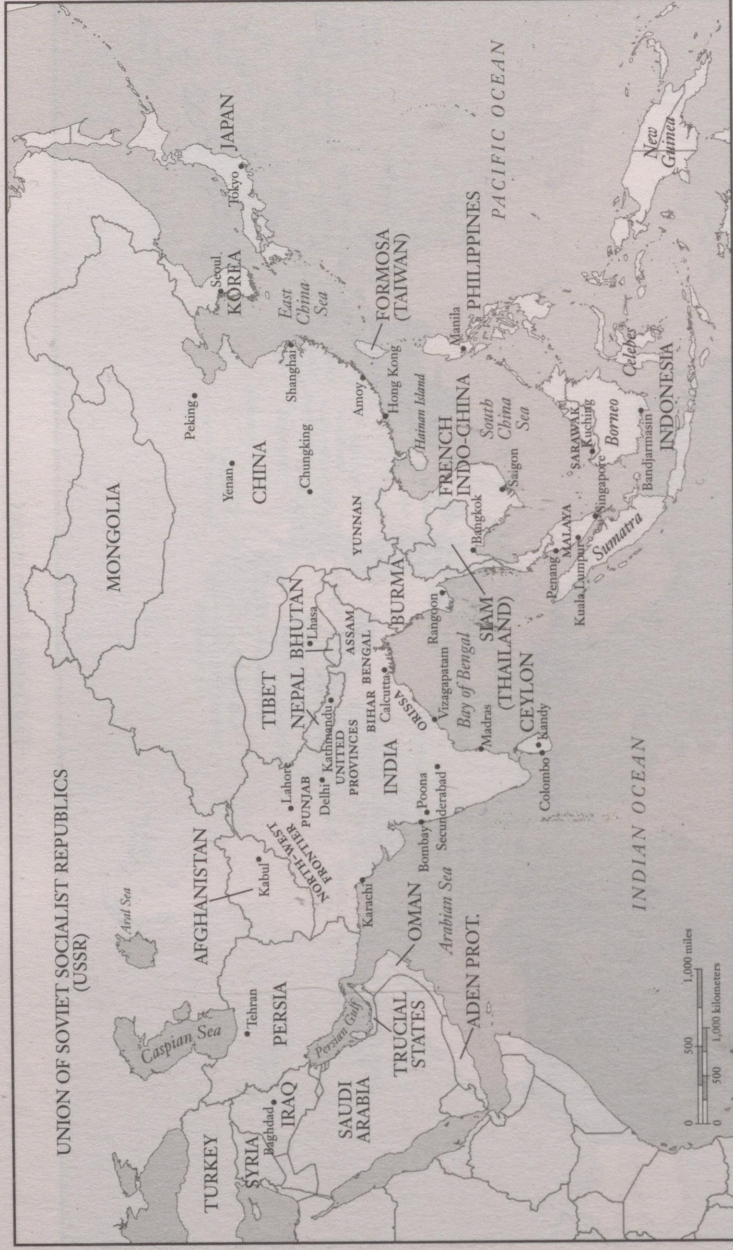 UNION OF SOVIET SOCIALIST REPUBLICS
(USSR)
Aral Sea
Caspian Sea
MONGOLIA
TURKEY
SYRIA
Baghdad
IRAQ
Tehran
PERSIA
AFGHANISTAN
Kabul
NORTH-WEST
FRONTIER
Lahore
PUNJAB
Delhi
UNITED
PROVINCES
TIBET
NEPAL
Kathmandu
BHUTAN
Lhasa
ASSAM
BIHAR
BENGAL
Calcutta
ORISSA
INDIA
Peking
Yenan
CHINA
Chungking
YUNNAN
Shanghai
Amoy
Hong Kong
Hainan Island
Seoul
KOREA
Tokyo
JAPAN
East
China
Sea
FORMOSA
(TAIWAN)
SAUDI
ARABIA
Persian Gulf
TRUCIAL
STATES
OMAN
ADEN PROT.
Arabian Sea
Karachi
Bombay
Poona
Secunderabad
Vizagapatam
Madras
Bay of Bengal
BURMA
Rangoon
SIAM
(THAILAND)
Bangkok
FRENCH
INDO-CHINA
Saigon
South
China
Sea
Manila
PHILIPPINES
PACIFIC OCEAN
CEYLON
Colombo
Kandy
Penang
MALAYA
Kuala Lumpur
Singapore
Sumatra
SARAWAK
Kuching
Borneo
Bandjarmasin
Celebes
INDONESIA
New
Guinea
INDIAN OCEAN
0 500 1,000 miles
0 500 1,000 kilometers